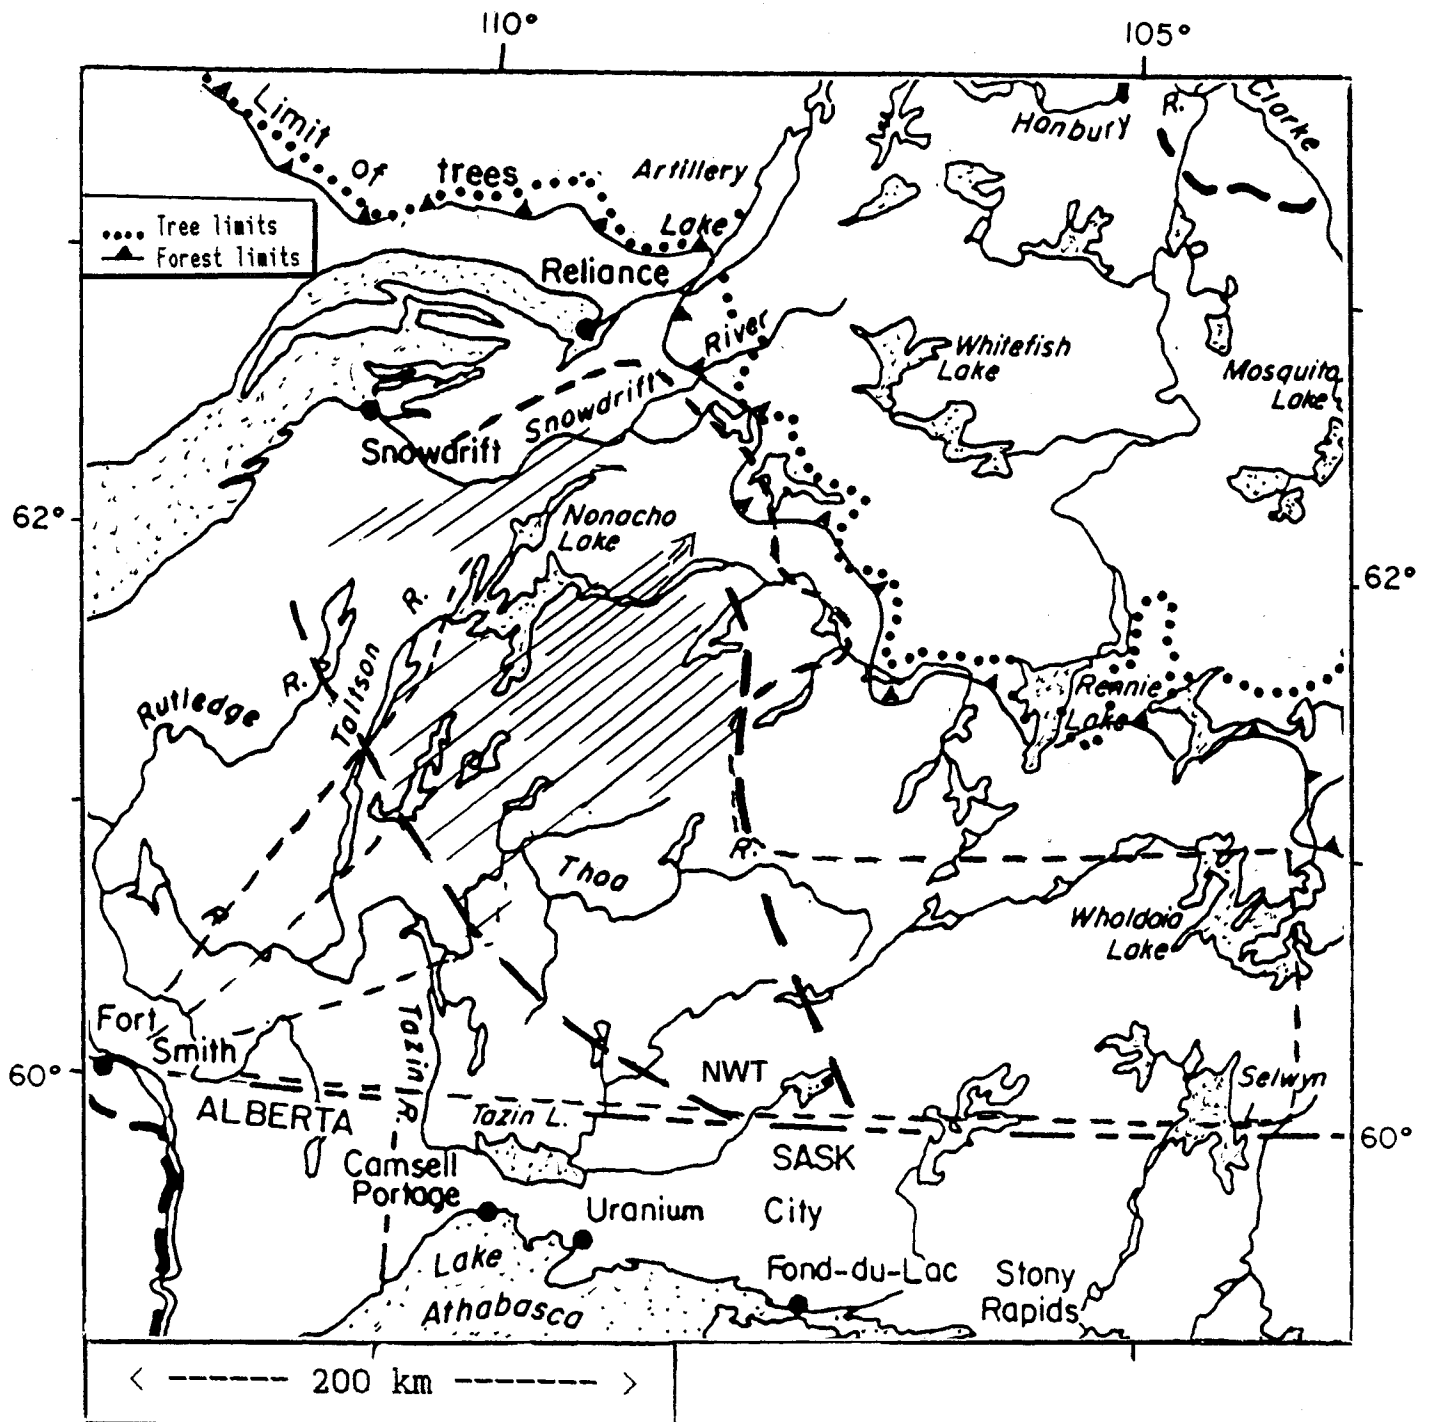 110°
105°
Limit
of
trees
Artillery
Lake
Hanbury
R.
Clarke
Tree limits
Forest limits
Reliance
River
Snowdrift
Whitefish
Lake
Mosquito
Lake
Snowdrift
62°
Nonacho
Lake
62°
R.
Taltson
R.
Rutledge
Rennie
Lake
R.
Thoa
R.
Wholdaia
Lake
Fort
Smith
Tazin R.
NWT
Selwyn
60°
ALBERTA
Tazin L.
SASK
60°
Camsell
Portage
Uranium City
Lake
Athabasca
Fond-du-Lac
Stony
Rapids
< ------ 200 km ------- >